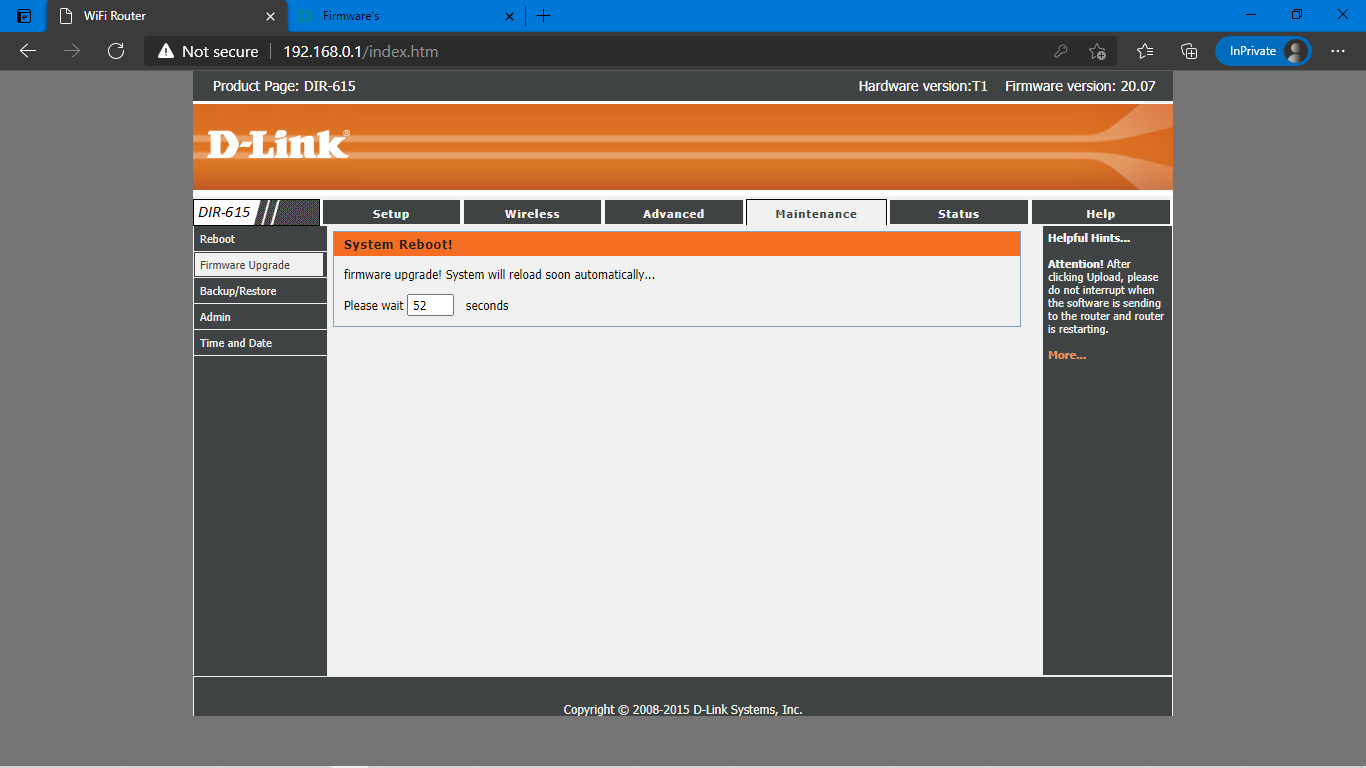 WiFi Router
Firmware's
Not secure
192.168.0.1/index.htm
InPrivate
Product Page: DIR-615
Hardware version:T1
Firmware version: 20.07
D-Link®
DIR-615
Setup
Wireless
Advanced
Maintenance
Status
Help
Reboot
Firmware Upgrade
Backup/Restore
Admin
Time and Date
System Reboot!
firmware upgrade! System will reload soon automatically...
Please wait 52 seconds
Helpful Hints...
Attention! After
clicking Upload, please
do not interrupt when
the software is sending
to the router and router
is restarting.
More...
Copyright © 2008-2015 D-Link Systems, Inc.